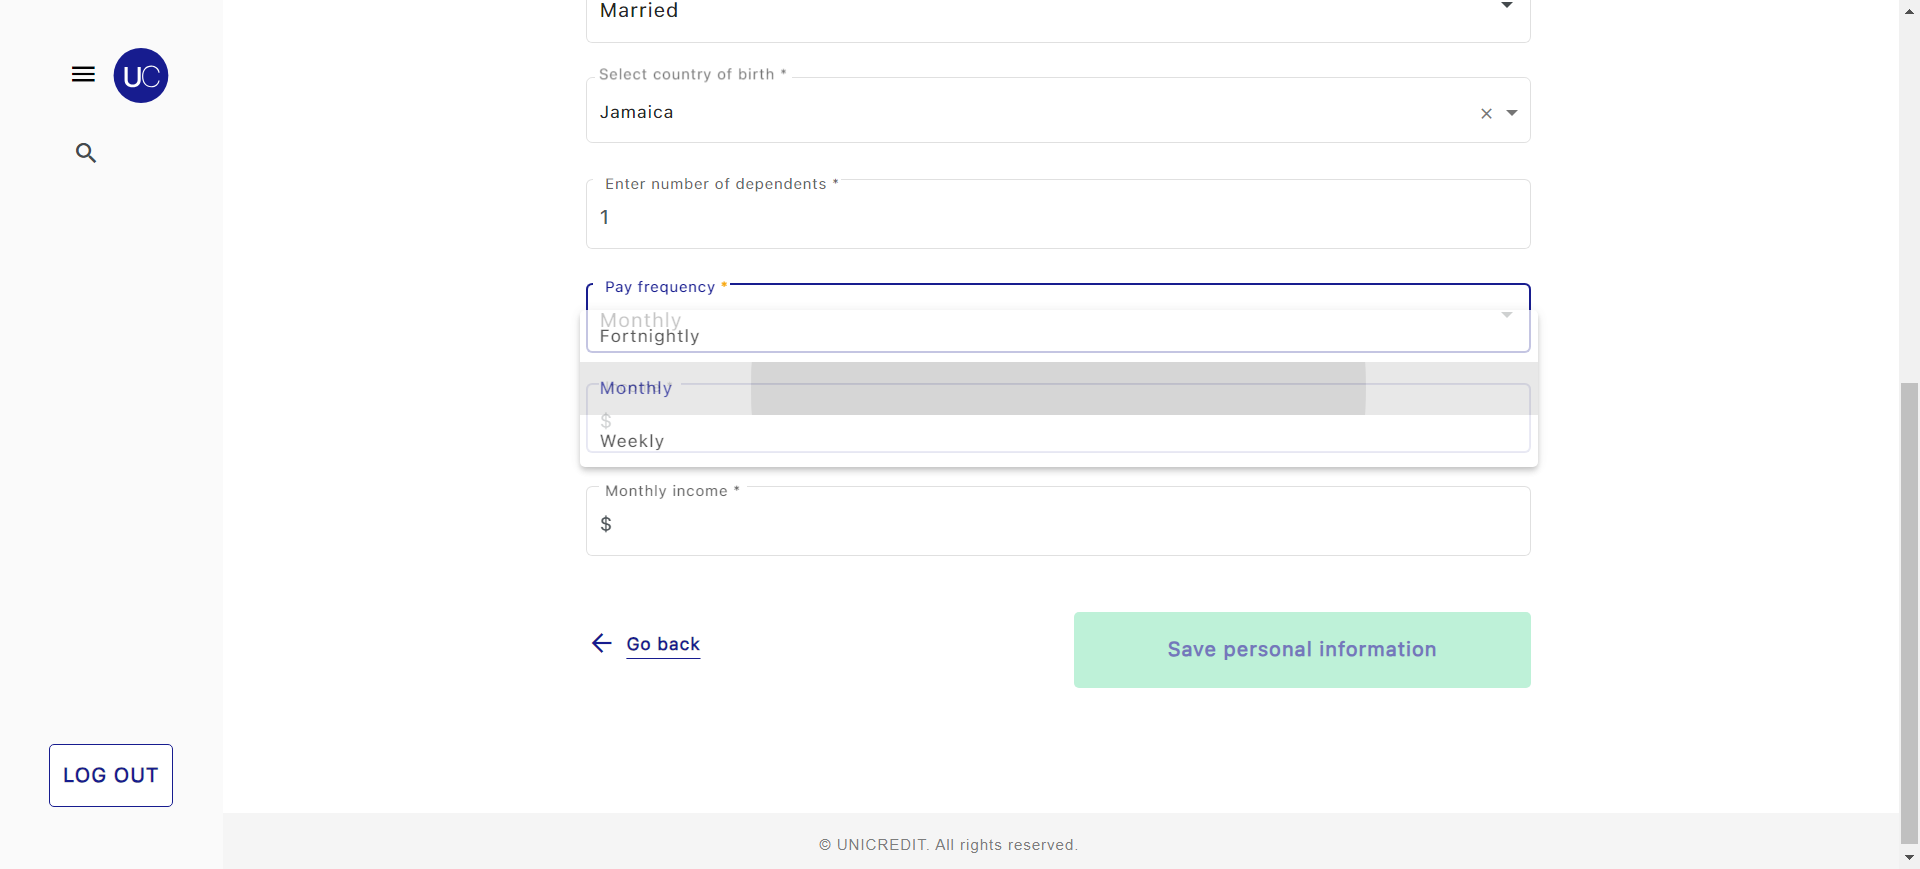 Married
UC
Select country of birth *
Jamaica
Enter number of dependents *
1
Pay frequency *
Monthly
Fortnightly
Monthly
$
Weekly
Monthly income *
$
Go back
Save personal information
LOG OUT
© UNICREDIT. All rights reserved.